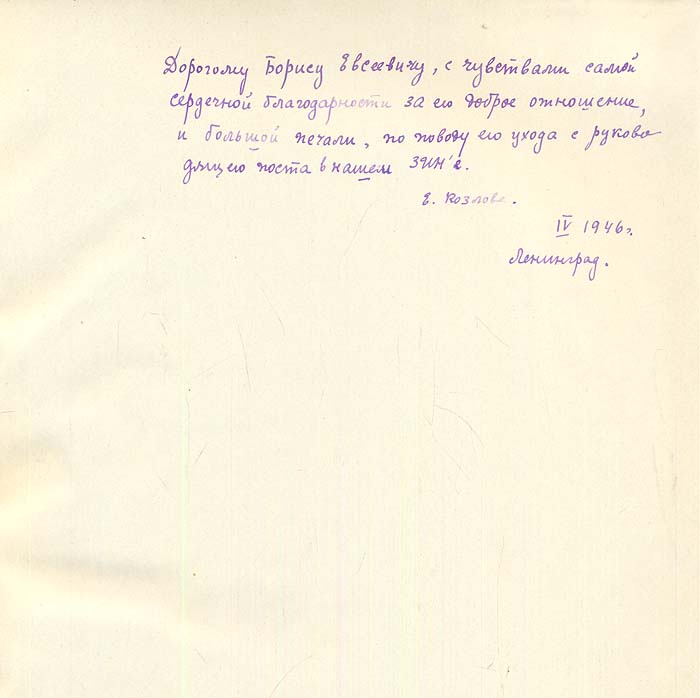 Дорогому Борису Евсеевичу, с чувствами самой
сердечной благодарности за его доброе отношение,
и большой печали, по поводу его ухода с руково
дящего поста в нашем ЗИН'е.
Е. Козлова.
IV 1946г.
Ленинград.